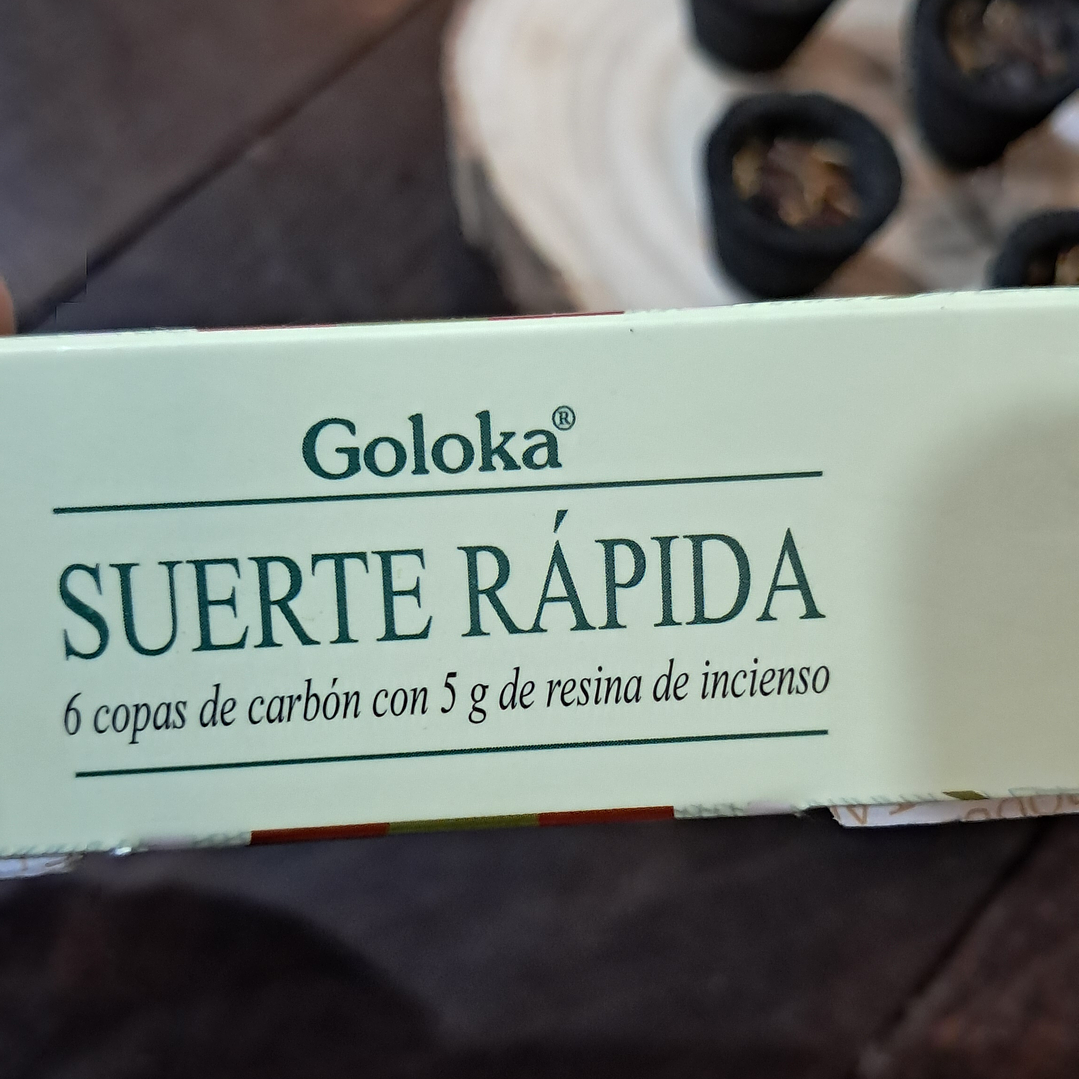 Goloka®
SUERTE RÁPIDA
6 copas de carbón con 5 g de resina de incienso